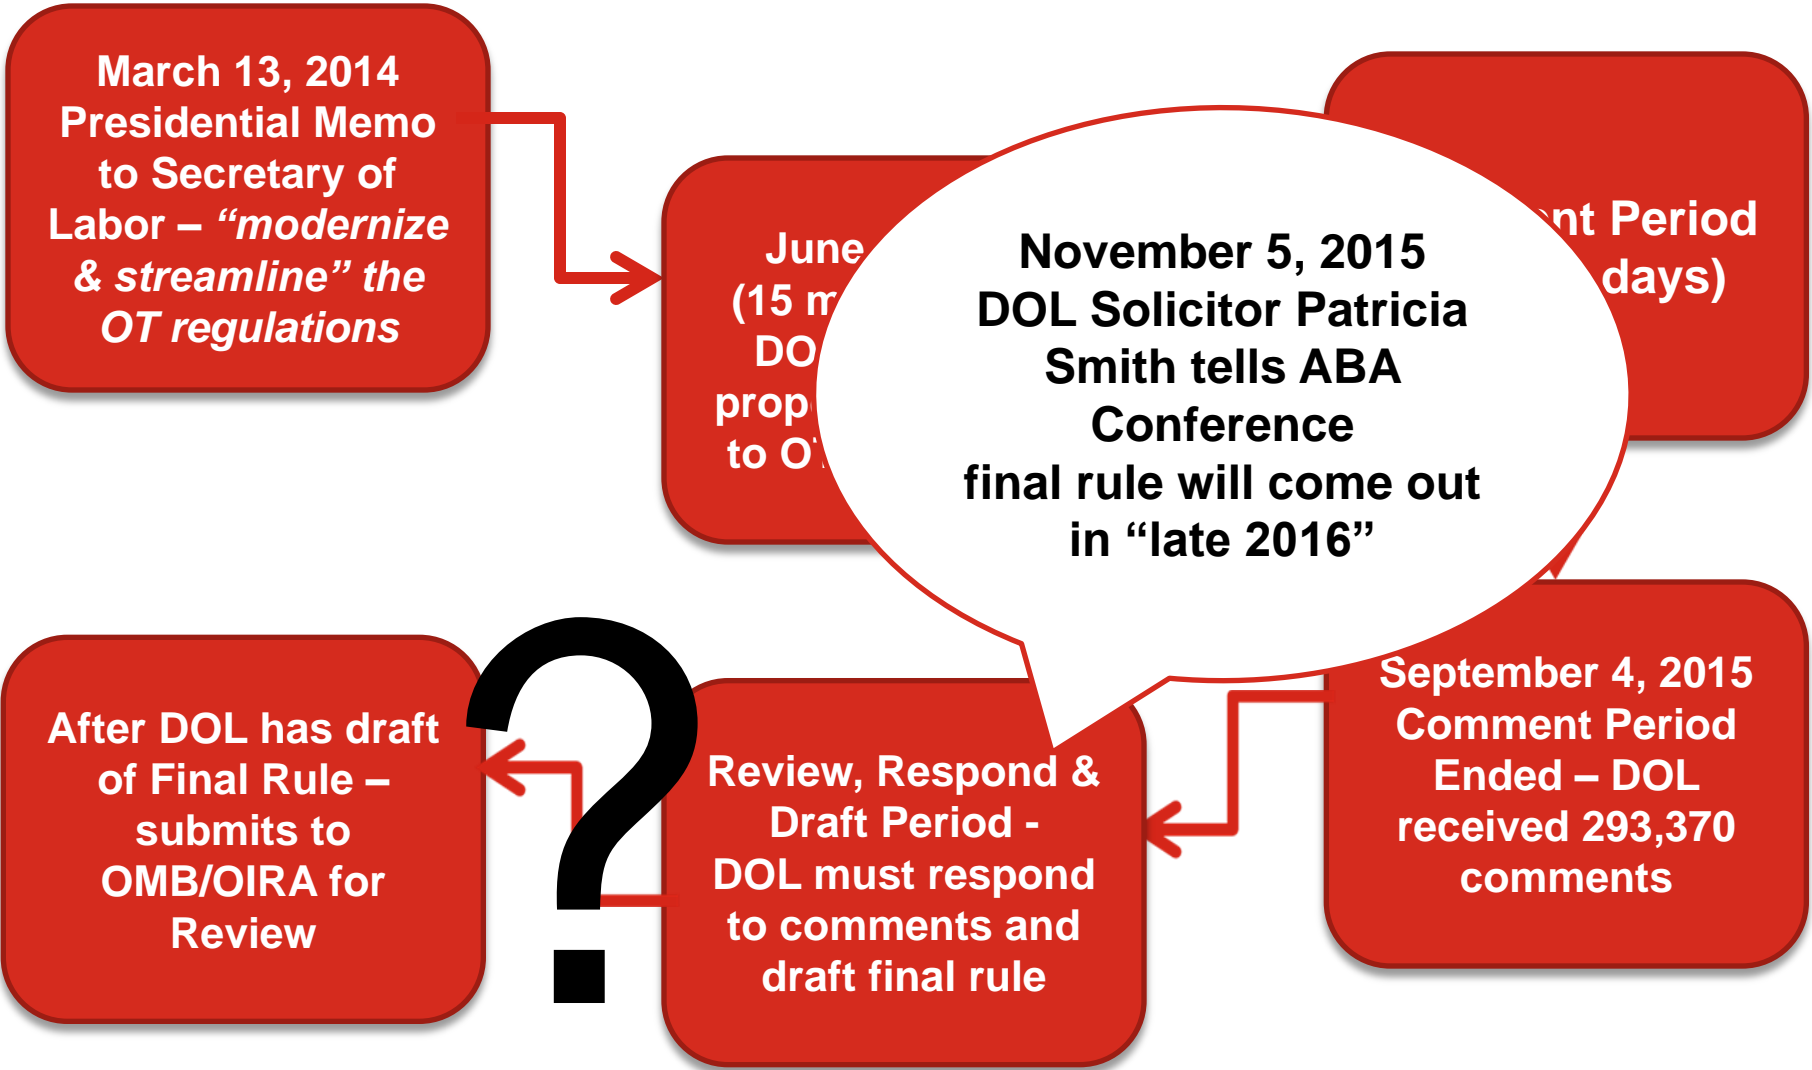 March 13, 2014
Presidential Memo
to Secretary of
Labor – “modernize
& streamline” the
OT regulations
June
(15
to
Period
days)
November 5, 2015
DOL Solicitor Patricia
Smith tells ABA
Conference
final rule will come out
in “late 2016”
September 4, 2015
Comment Period
Ended – DOL
received 293,370
comments
Review, Respond &
Draft Period -
DOL must respond
to comments and
draft final rule
?
After DOL has draft
of Final Rule –
submits to
OMB/OIRA for
Review